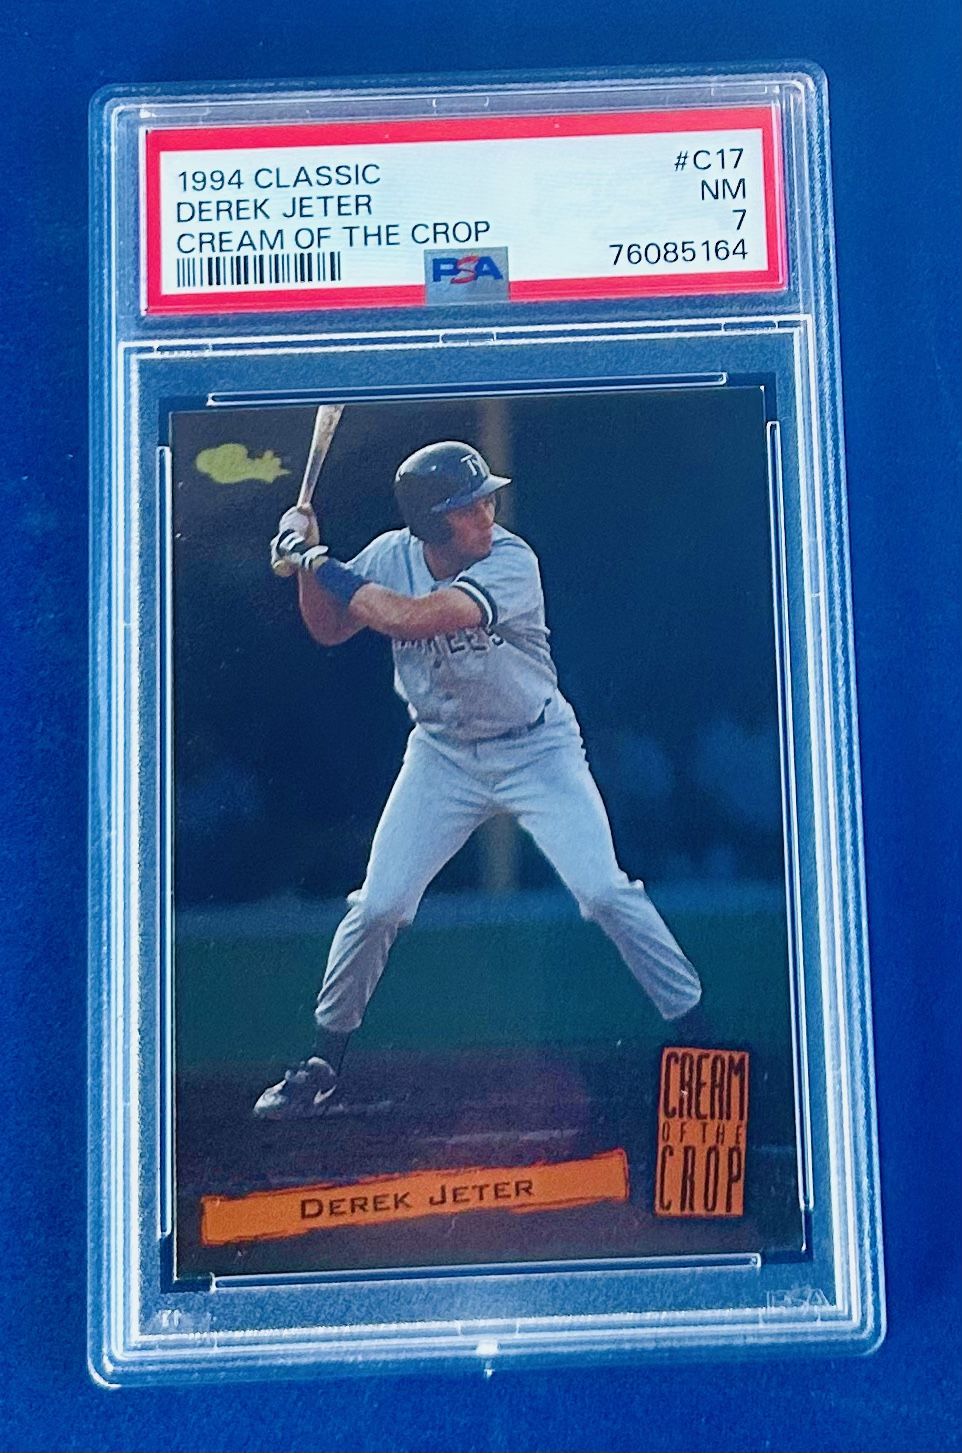 1994 CLASSIC
#C17
DEREK JETER
NM
CREAM OF THE CROP
7
76085164
PSA
DEREK JETER
CREAM
OF THE
CROP
PSA